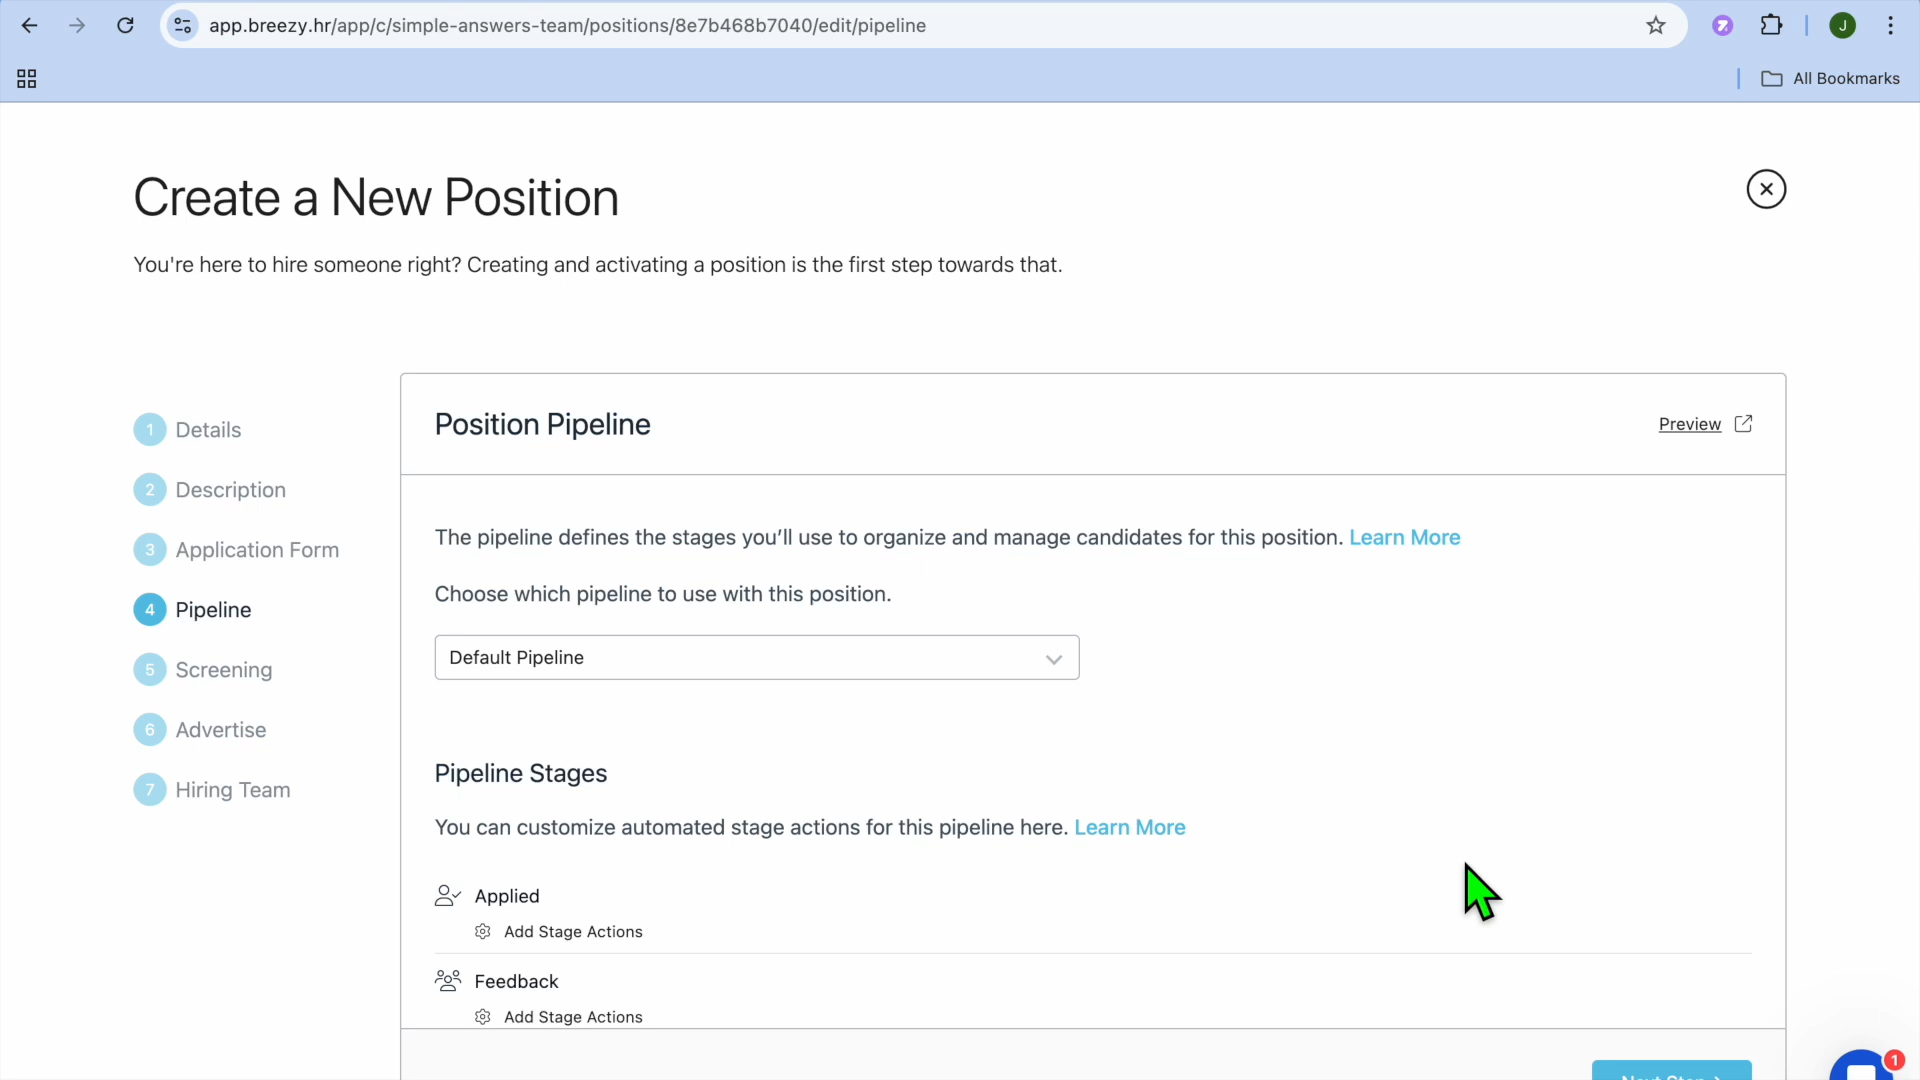 app.breezy.hr/app/c/simple-answers-team/positions/8e7b468b7040/edit/pipeline
J
All Bookmarks
Create a New Position
You're here to hire someone right? Creating and activating a position is the first step towards that.
1 Details
2 Description
3 Application Form
4 Pipeline
5 Screening
6 Advertise
7 Hiring Team
Position Pipeline
Preview
The pipeline defines the stages you'll use to organize and manage candidates for this position. Learn More
Choose which pipeline to use with this position.
Default Pipeline
Pipeline Stages
You can customize automated stage actions for this pipeline here. Learn More
Applied
Add Stage Actions
Feedback
Add Stage Actions
Next Step
1